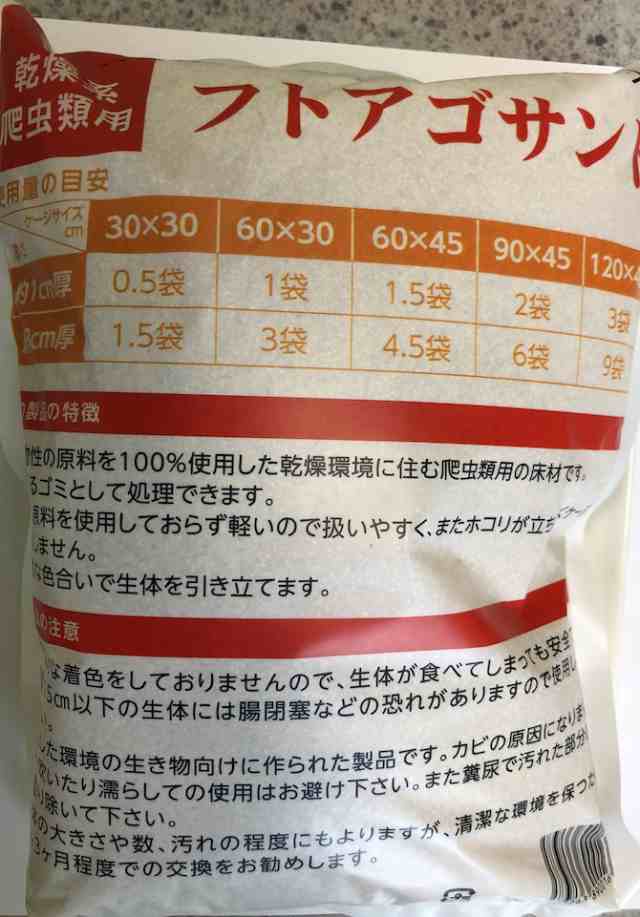 乾燥系
爬虫類用
フトアゴサンド
使用量の目安
ケージサイズ
cm
30×30 60×30 60×45 90×45 120×4
約1cm厚 0.5袋 1袋 1.5袋 2袋 3袋
3cm厚 1.5袋 3袋 4.5袋 6袋 9袋
製品の特徴
性の原料を100%使用した乾燥環境に住む爬虫類用の床材です。
るゴミとして処理できます。
原料を使用しておらず軽いので扱いやすく、またホコリが立ち
しません。
な色合いで生体を引き立てます。
の注意
な着色をしておりませんので、生体が食べてしまっても安全で
5cm以下の生体には腸閉塞などの恐れがありますので使用し
い。
した環境の生き物向けに作られた製品です。カビの原因になりま
吹いたり濡らしての使用はお避け下さい。また糞尿で汚れた部分
り除いて下さい。
の大きさや数、汚れの程度にもよりますが、清潔な環境を保つた
3ヶ月程度での交換をお勧めします。